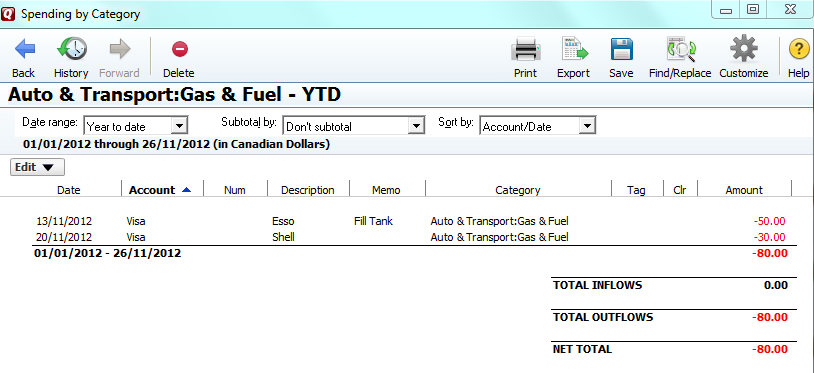 Spending by Category
Back History Forward Delete Print Export Save Find/Replace Customize Help
Auto & Transport:Gas & Fuel - YTD
Date range: Year to date Subtotal by: Don't subtotal Sort by: Account/Date
01/01/2012 through 26/11/2012 (in Canadian Dollars)
Edit
Date Account Num Description Memo Category Tag Clr Amount
13/11/2012 Visa Esso Fill Tank Auto & Transport:Gas & Fuel -50.00
20/11/2012 Visa Shell Auto & Transport:Gas & Fuel -30.00
01/01/2012 - 26/11/2012 -80.00
TOTAL INFLOWS 0.00
TOTAL OUTFLOWS -80.00
NET TOTAL -80.00